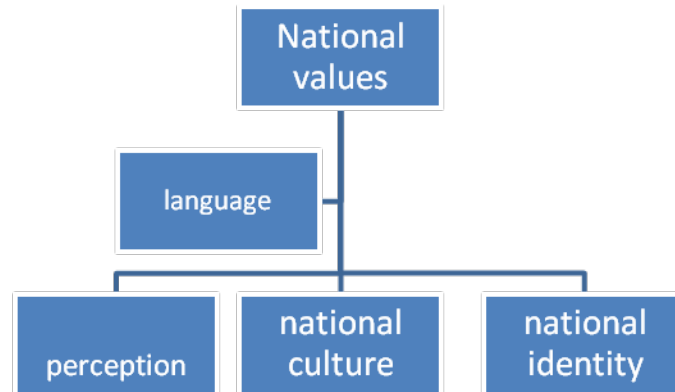 National
values
language
perception
national
culture
national
identity